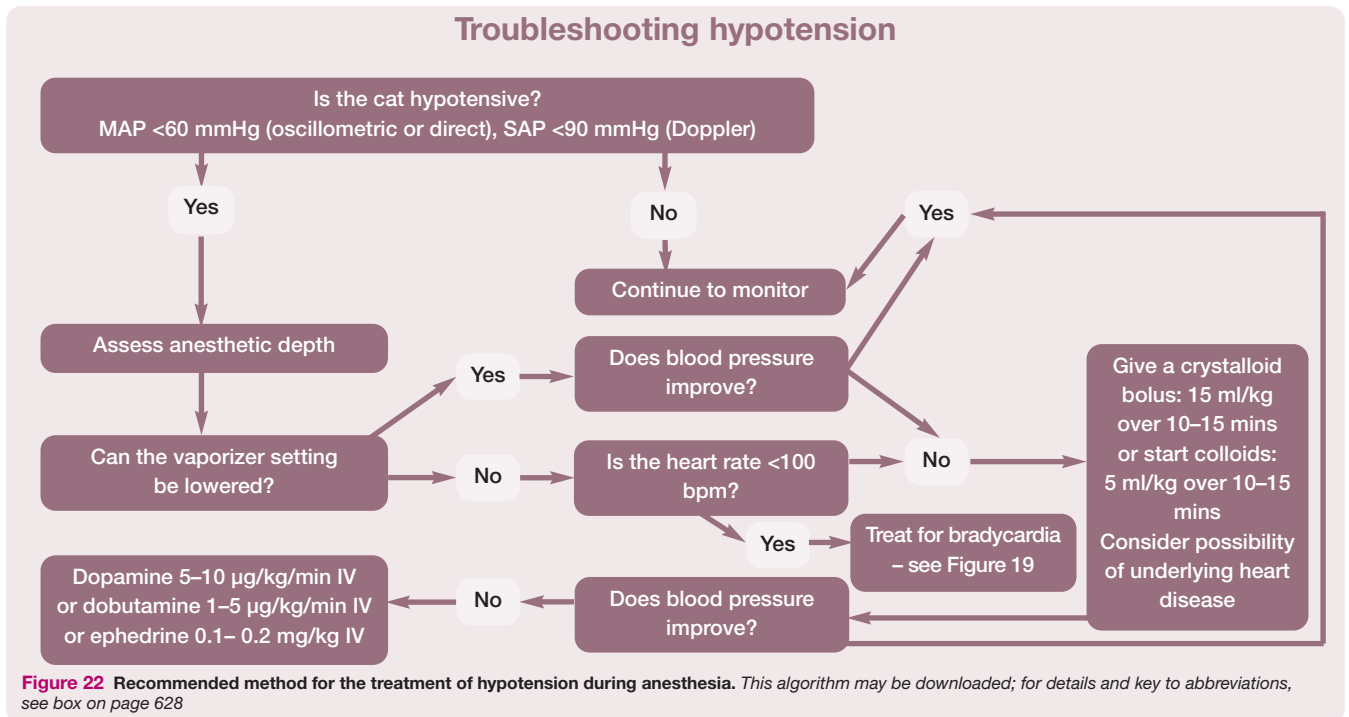 Troubleshooting hypotension
Is the cat hypotensive?
MAP <60 mmHg (oscillometric or direct), SAP <90 mmHg (Doppler)
Yes
No
Yes
Continue to monitor
Assess anesthetic depth
Yes
Does blood pressure
improve?
Give a crystalloid
bolus: 15 ml/kg
over 10–15 mins
or start colloids:
5 ml/kg over 10–15
mins
Consider possibility
of underlying heart
disease
Can the vaporizer setting
be lowered?
No
Is the heart rate <100
bpm?
No
Yes
Treat for bradycardia
– see Figure 19
Dopamine 5–10 µg/kg/min IV
or dobutamine 1–5 µg/kg/min IV
or ephedrine 0.1– 0.2 mg/kg IV
No
Does blood pressure
improve?
Figure 22 Recommended method for the treatment of hypotension during anesthesia. This algorithm may be downloaded; for details and key to abbreviations,
see box on page 628